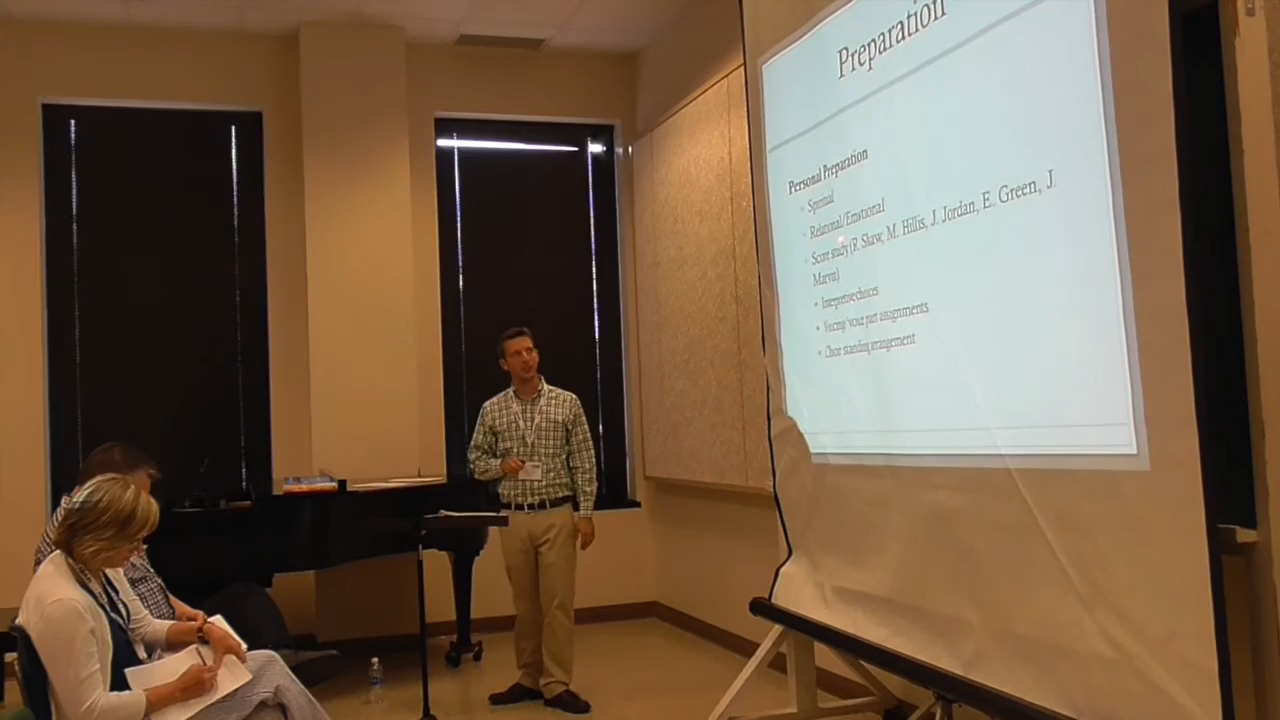 Preparation
Personal Preparation
Spiritual
Relational/Emotional
Score study (R. Shaw, M. Hillis, J. Jordan, E. Green, J.
Marvin)
Interpretive choices
Voicing/voice part assignments
Choir standing arrangement